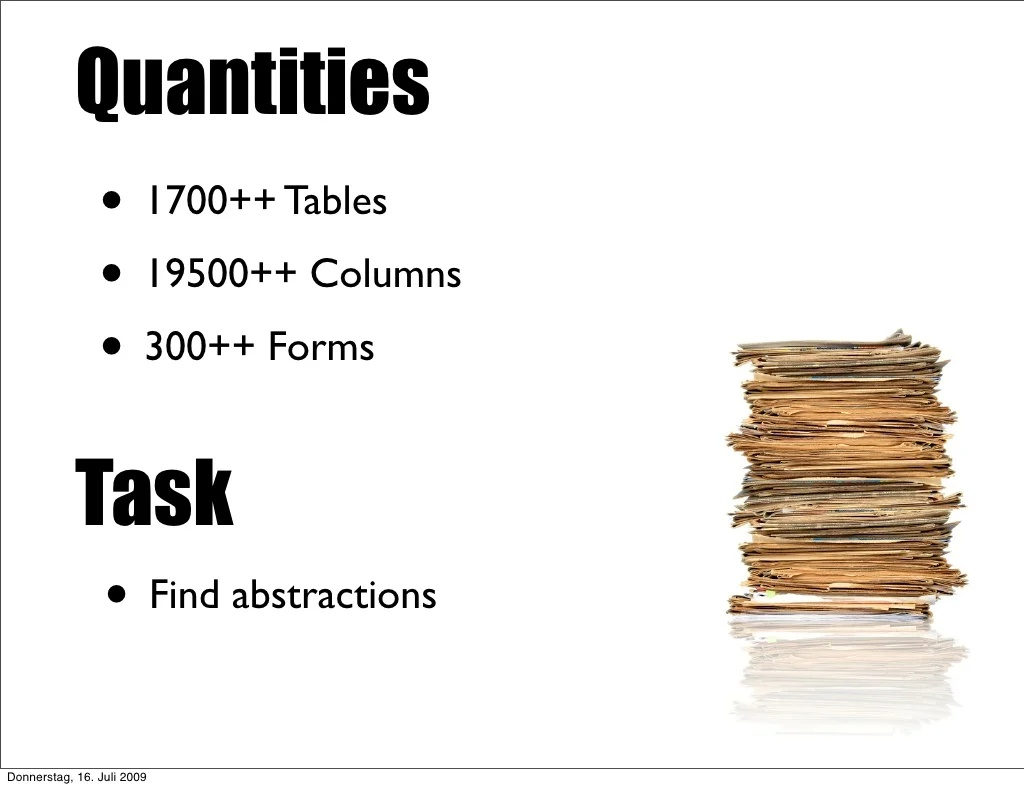 Quantities
• 1700++ Tables
• 19500++ Columns
• 300++ Forms
Task
• Find abstractions
Donnerstag, 16. Juli 2009